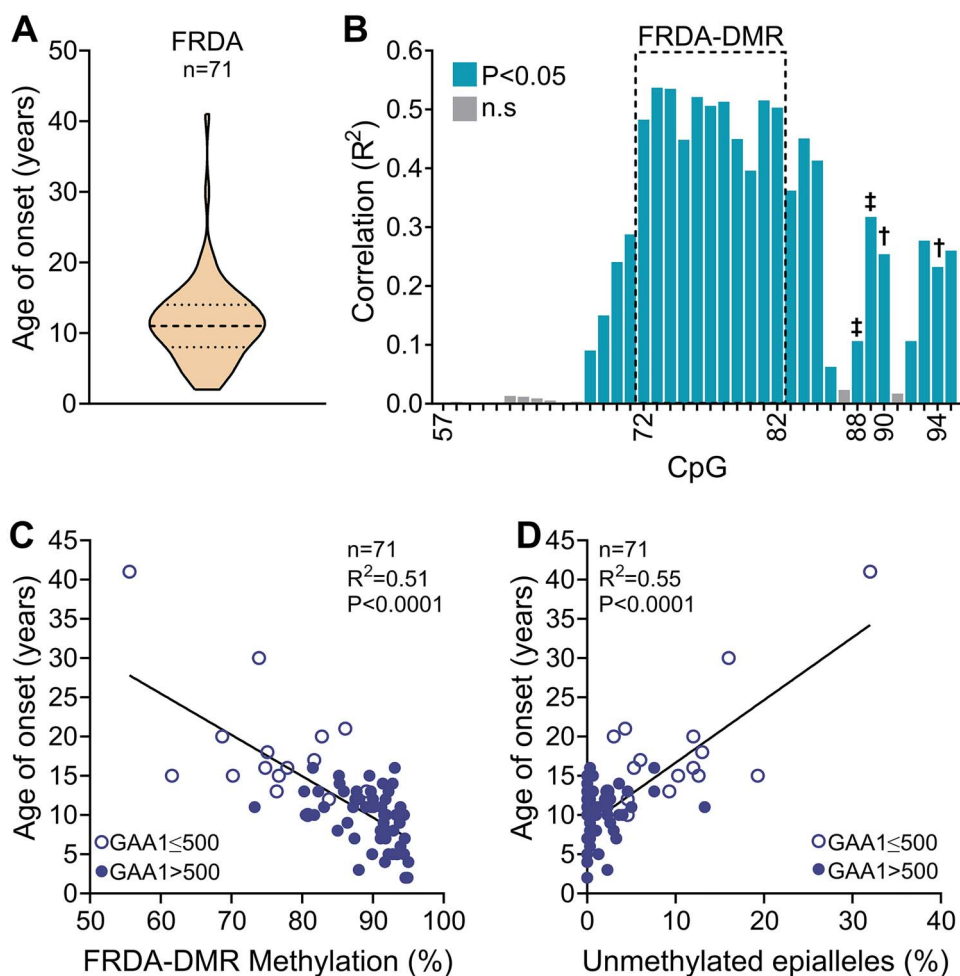 A
FRDA
n=71
Age of onset (years)
50
40
30
20
10
0
B
FRDA-DMR
P<0.05
n.s
Correlation (R²)
0.6
0.5
0.4
0.3
0.2
0.1
0.0
‡
‡
†
†
57
72
82
88
90
94
CpG
C
n=71
R²=0.51
P<0.0001
Age of onset (years)
45
40
35
30
25
20
15
10
5
0
GAA1≤500
GAA1>500
50 60 70 80 90 100
FRDA-DMR Methylation (%)
D
n=71
R²=0.55
P<0.0001
Age of onset (years)
45
40
35
30
25
20
15
10
5
0
GAA1≤500
GAA1>500
0 10 20 30 40
Unmethylated epialleles (%)